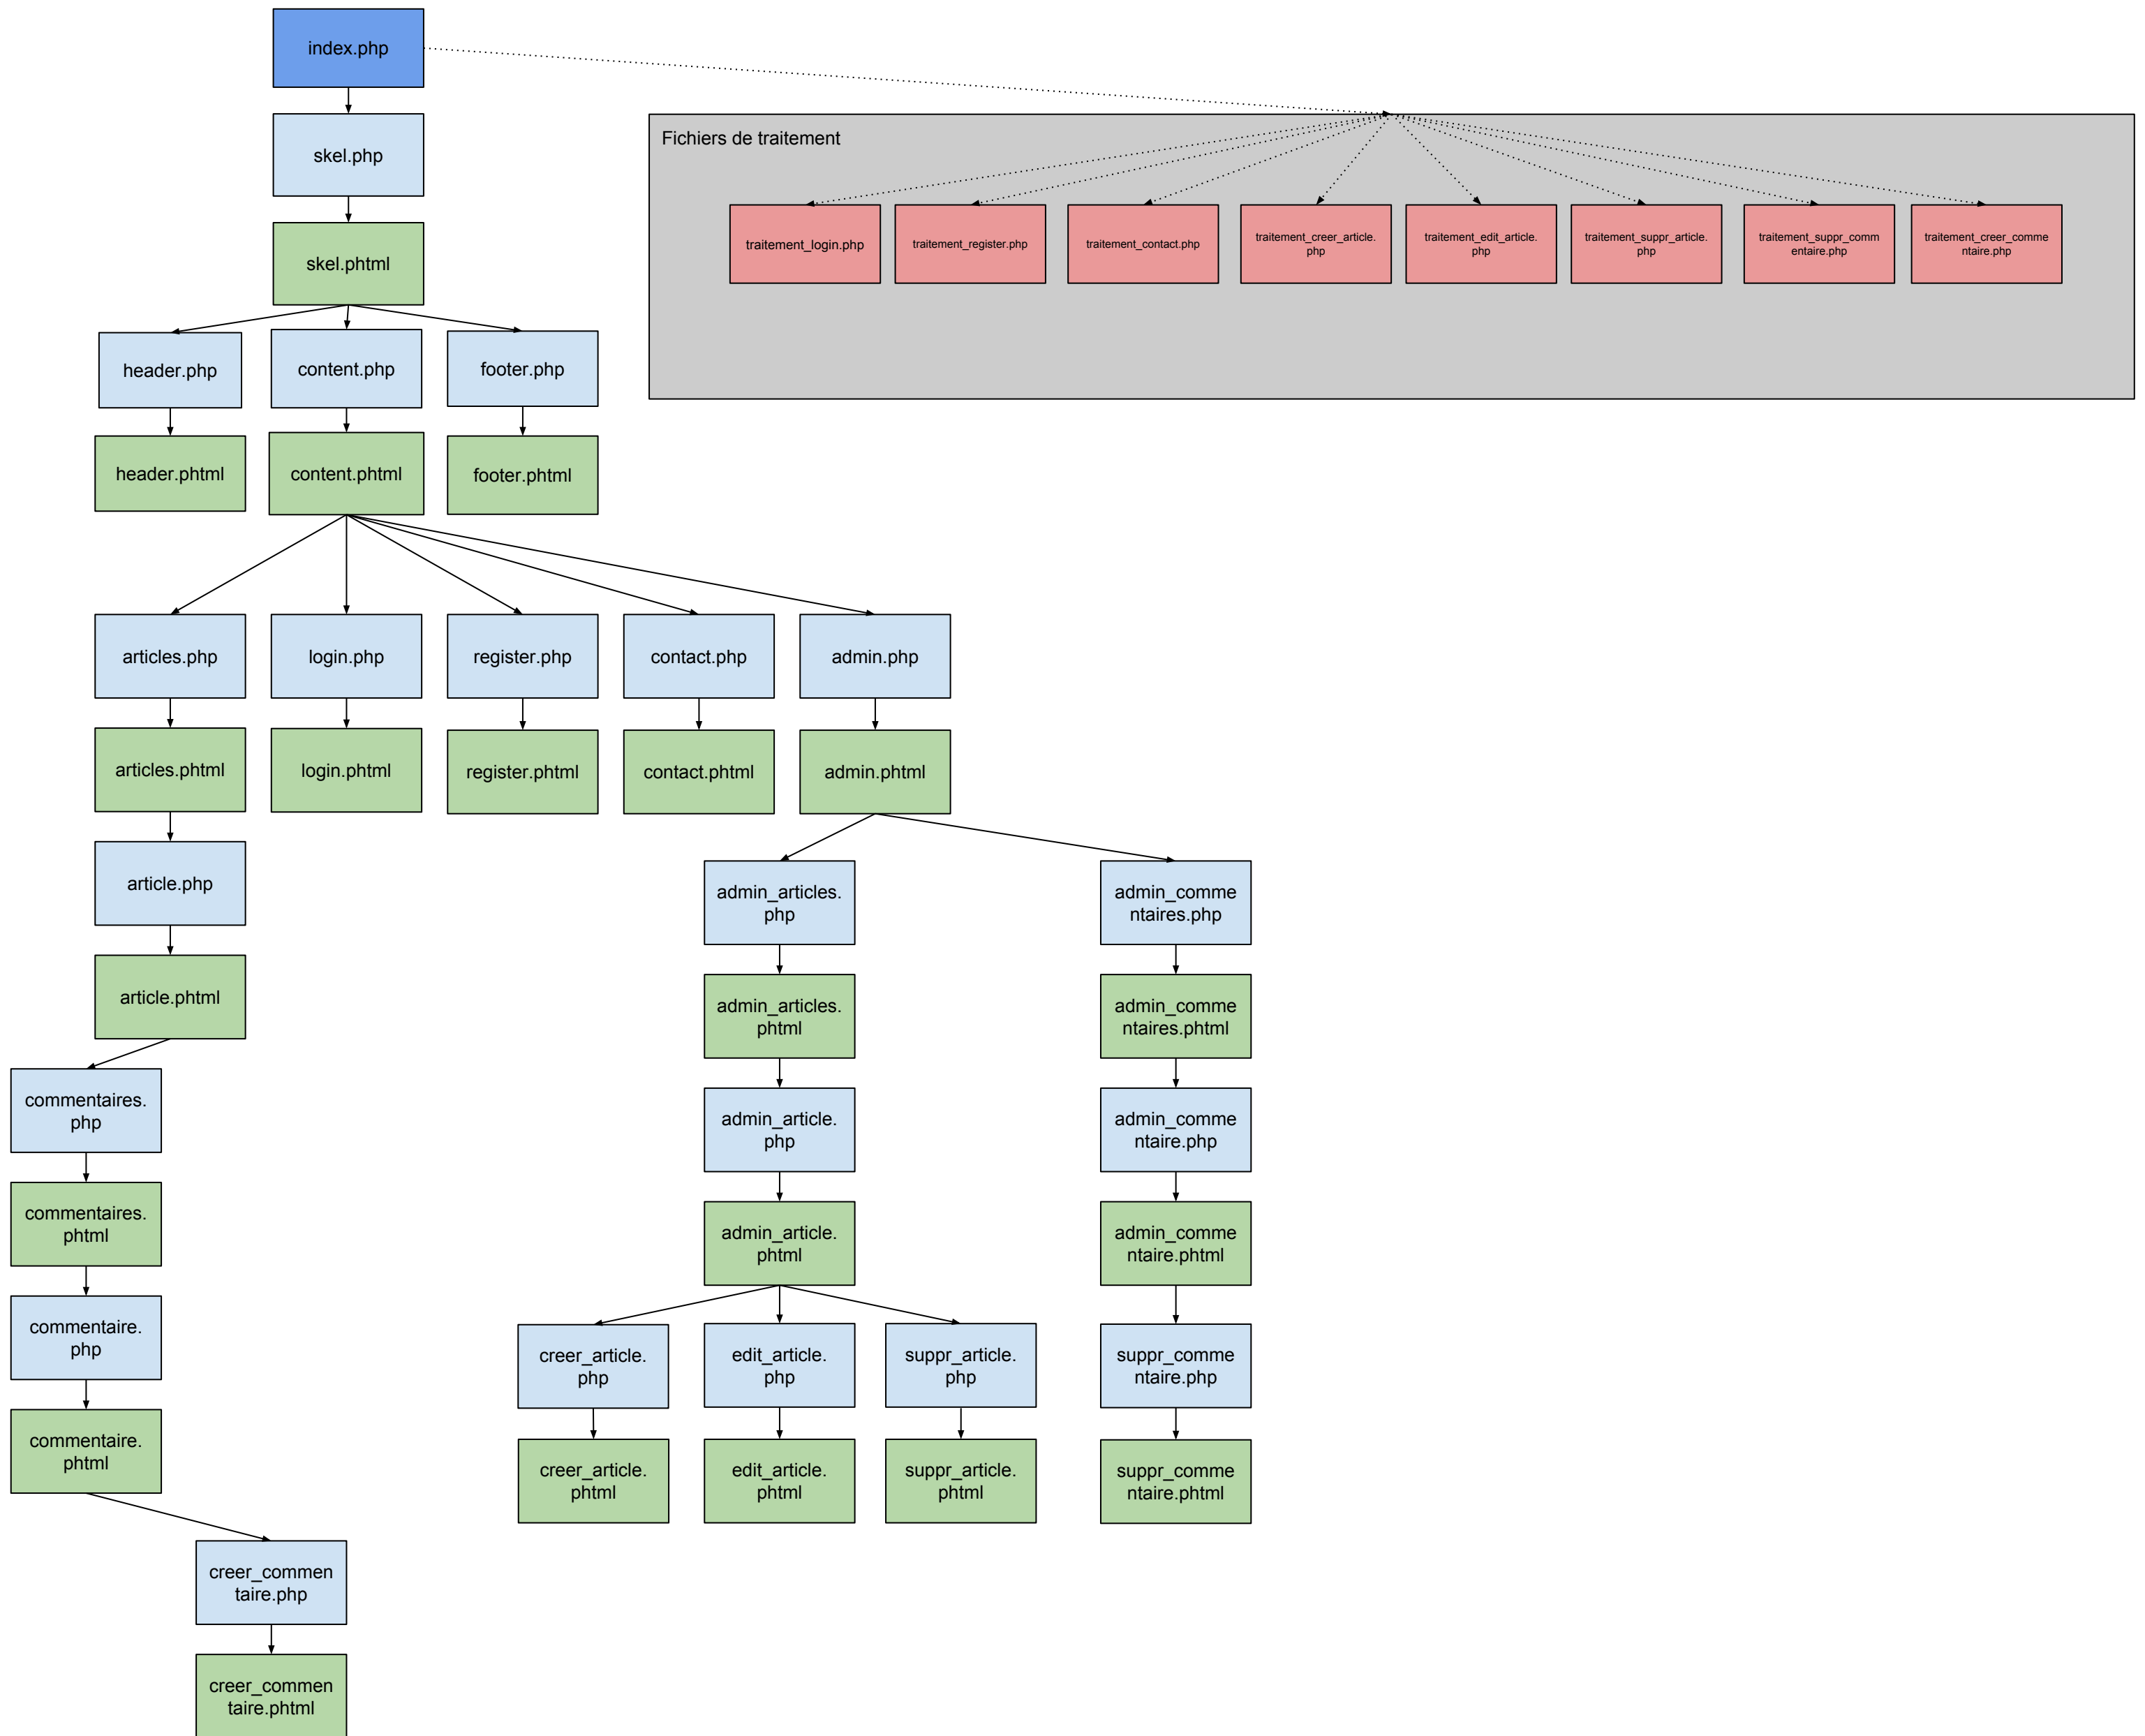 index.php
skel.php
Fichiers de traitement
skel.phtml
traitement_login.php
traitement_register.php
traitement_contact.php
traitement_creer_article.
php
traitement_edit_article.
php
traitement_suppr_article.
php
traitement_suppr_comm
entaire.php
traitement_creer_comme
ntaire.php
header.php
content.php
footer.php
header.phtml
content.phtml
footer.phtml
articles.php
login.php
register.php
contact.php
admin.php
articles.phtml
login.phtml
register.phtml
contact.phtml
admin.phtml
article.php
admin_articles.
php
admin_comme
ntaires.php
article.phtml
admin_articles.
phtml
admin_comme
ntaires.phtml
commentaires.
php
admin_article.
php
admin_comme
ntaire.php
commentaires.
phtml
admin_article.
phtml
admin_comme
ntaire.phtml
commentaire.
php
creer_article.
php
edit_article.
php
suppr_article.
php
suppr_comme
ntaire.php
commentaire.
phtml
creer_article.
phtml
edit_article.
phtml
suppr_article.
phtml
suppr_comme
ntaire.phtml
creer_commen
taire.php
creer_commen
taire.phtml